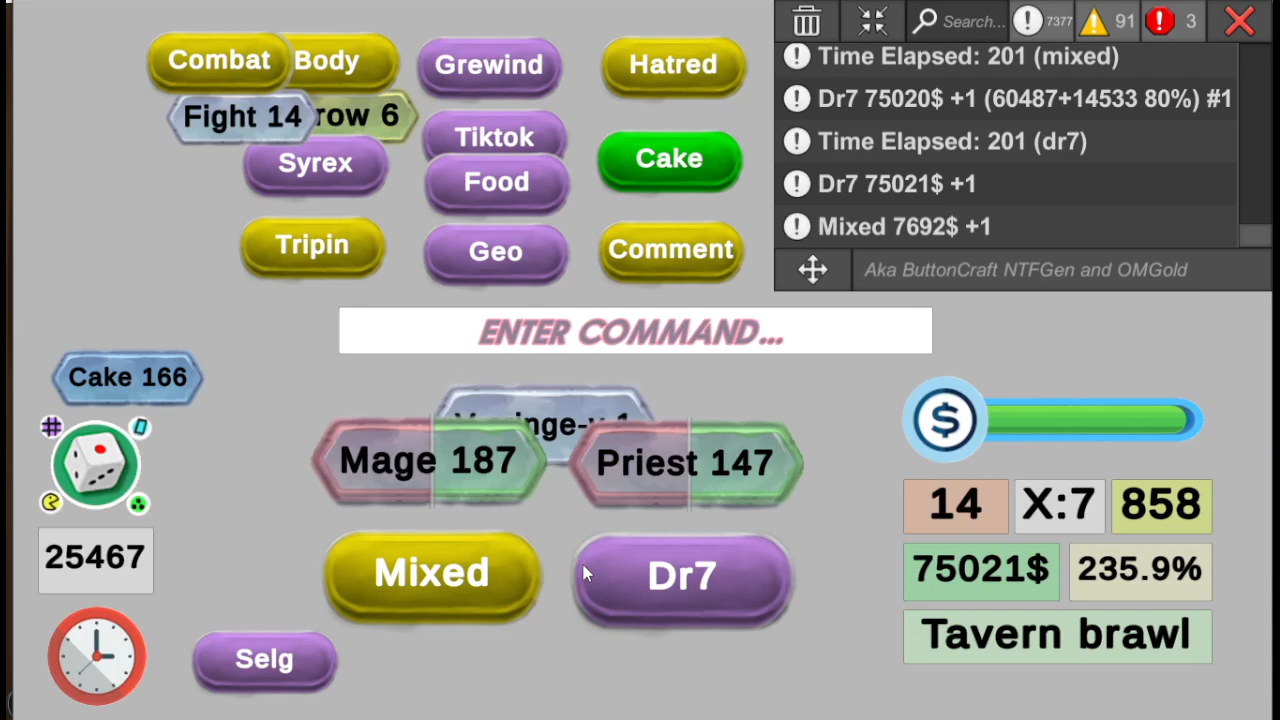 Combat
Body
Grewind
Hatred
Fight 14
row 6
Tiktok
Syrex
Food
Cake
Tripin
Geo
Comment
Search...
7377
91
3
Time Elapsed: 201 (mixed)
Dr7 75020$ +1 (60487+14533 80%) #1
Time Elapsed: 201 (dr7)
Dr7 75021$ +1
Mixed 7692$ +1
Aka ButtonCraft NTFGen and OMGold
ENTER COMMAND...
Cake 166
Mage 187
Priest 147
$
14
X:7
858
25467
75021$
235.9%
Mixed
Dr7
Tavern brawl
Selg